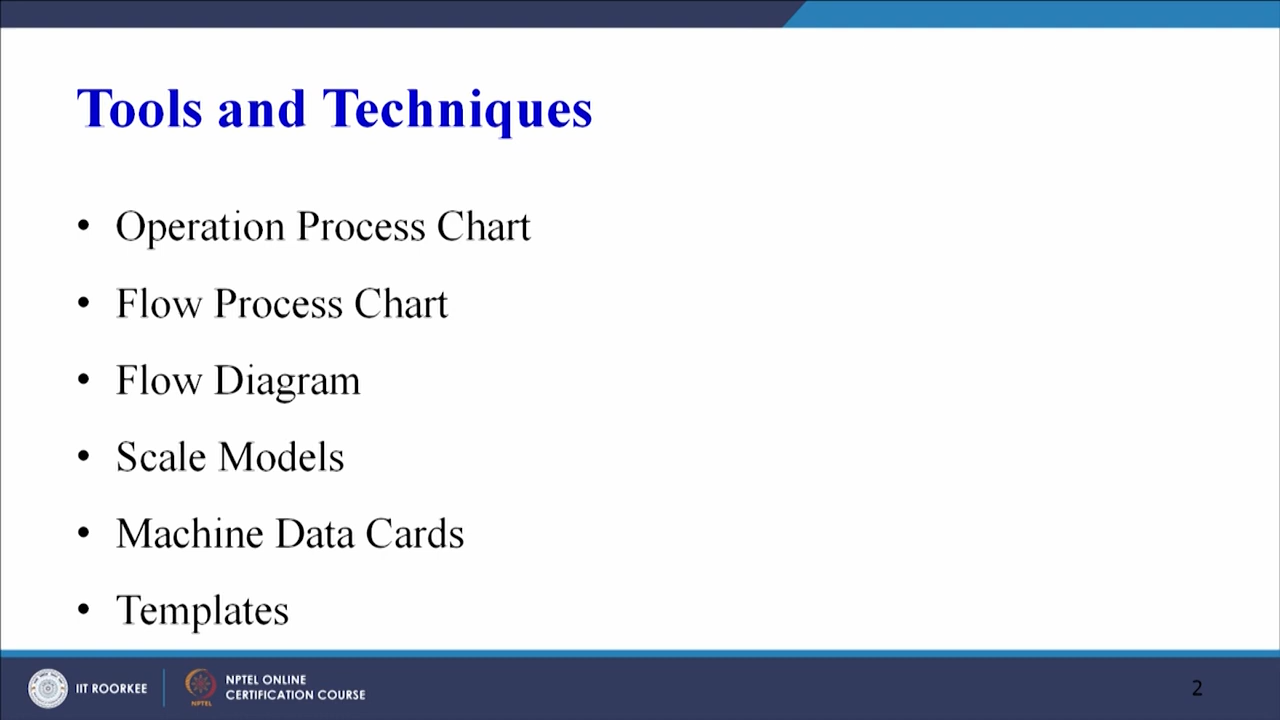 Tools and Techniques
• Operation Process Chart
• Flow Process Chart
• Flow Diagram
• Scale Models
• Machine Data Cards
• Templates
IIT ROORKEE
NPTEL
NPTEL ONLINE
CERTIFICATION COURSE
2